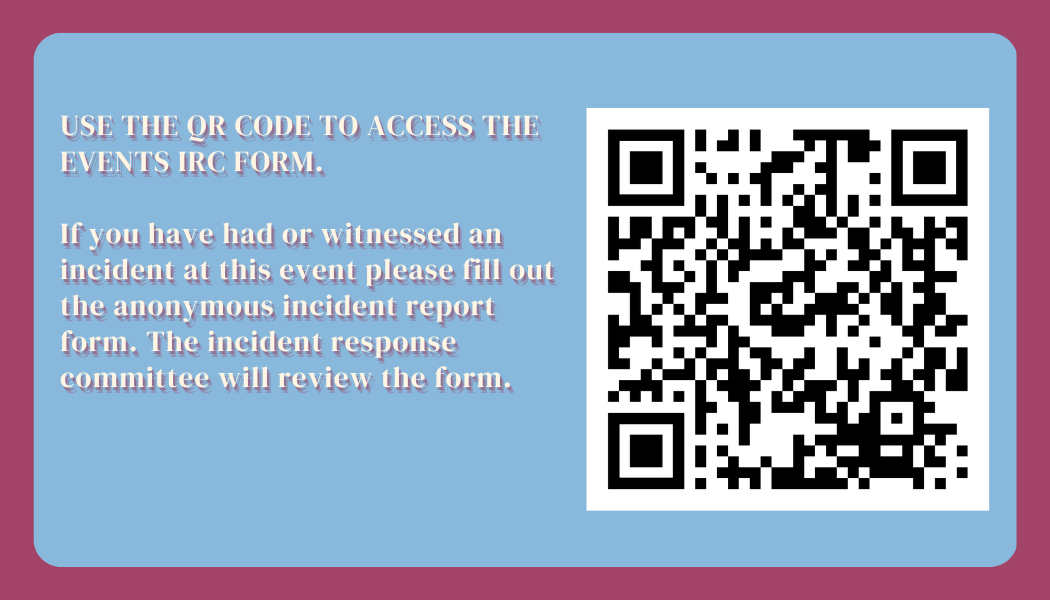 USE THE QR CODE TO ACCESS THE
EVENTS IRC FORM.
If you have had or witnessed an
incident at this event please fill out
the anonymous incident report
form. The incident response
committee will review the form.